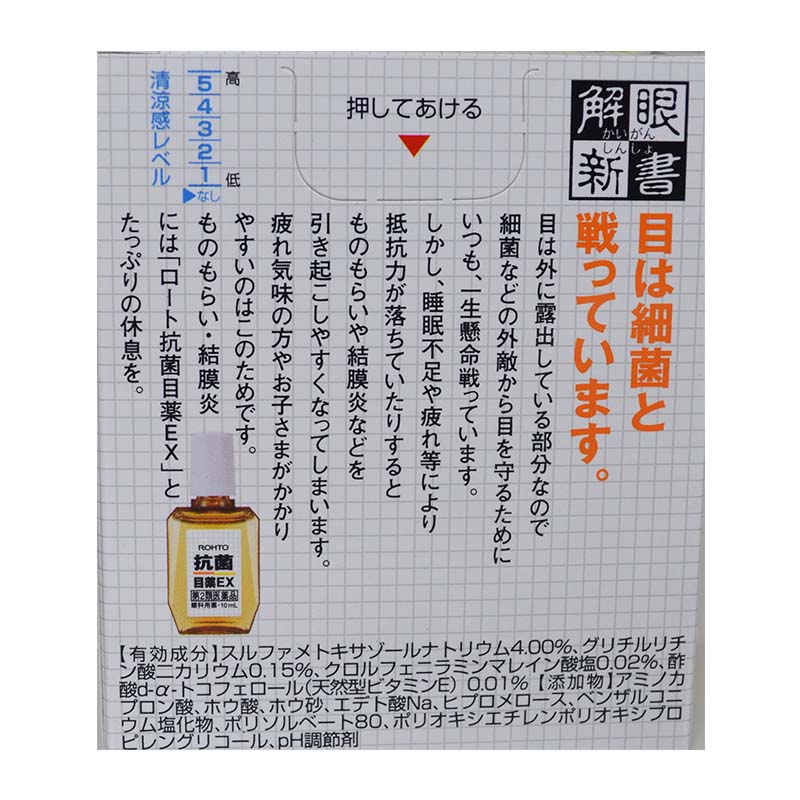 解眼
かいがん
しんしょ
新書
押してあける
高
5
4
3
2
1
なし
低
清涼感レベル
目は細菌と
戦っています。
目は外に露出している部分なので
細菌などの外敵から目を守るために
いつも、一生懸命戦っています。
しかし、睡眠不足や疲れ等により
抵抗力が落ちていたりすると
ものもらいや結膜炎などを
引き起こしやすくなってしまいます。
疲れ気味の方やお子さまがかかり
やすいのはこのためです。
ものもらい・結膜炎
には「ロート抗菌目薬EX」と
たっぷりの休息を。
ROHTO
抗菌
目薬EX
第2類医薬品
眼科用薬・10mL
【有効成分】スルファメトキサゾールナトリウム4.00%、グリチルリチ
ン酸二カリウム0.15%、クロルフェニラミンマレイン酸塩0.02%、酢
酸d-α-トコフェロール(天然型ビタミンE) 0.01%【添加物】アミノカ
プロン酸、ホウ酸、ホウ砂、エデト酸Na、ヒプロメロース、ベンザルコニ
ウム塩化物、ポリソルベート80、ポリオキシエチレンポリオキシプロ
ピレングリコール、pH調節剤